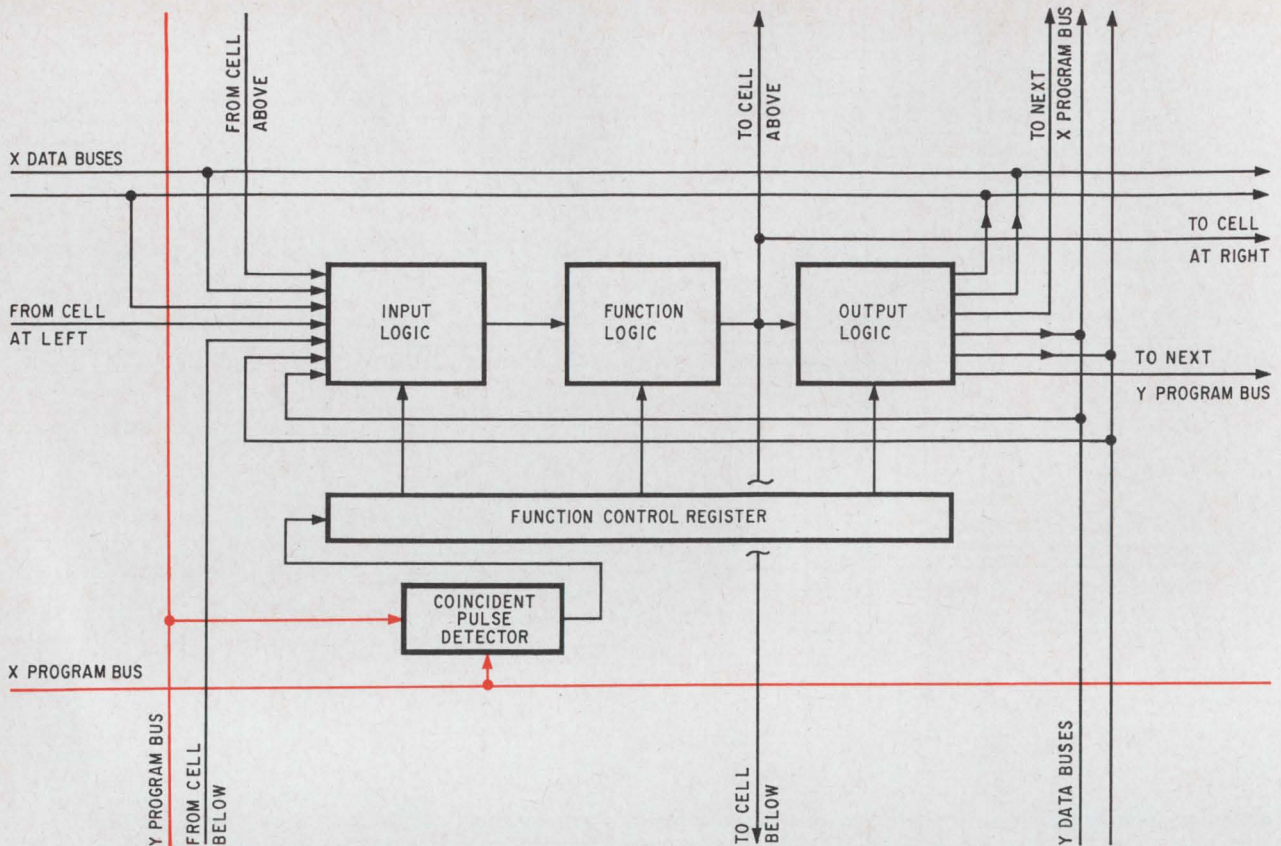 FROM CELL
ABOVE
TO CELL
ABOVE
TO NEXT
X PROGRAM BUS
X DATA BUSES
TO CELL
AT RIGHT
FROM CELL
AT LEFT
INPUT
LOGIC
FUNCTION
LOGIC
OUTPUT
LOGIC
TO NEXT
Y PROGRAM BUS
FUNCTION CONTROL REGISTER
COINCIDENT
PULSE
DETECTOR
X PROGRAM BUS
Y PROGRAM BUS
FROM CELL
BELOW
TO CELL
BELOW
Y DATA BUSES